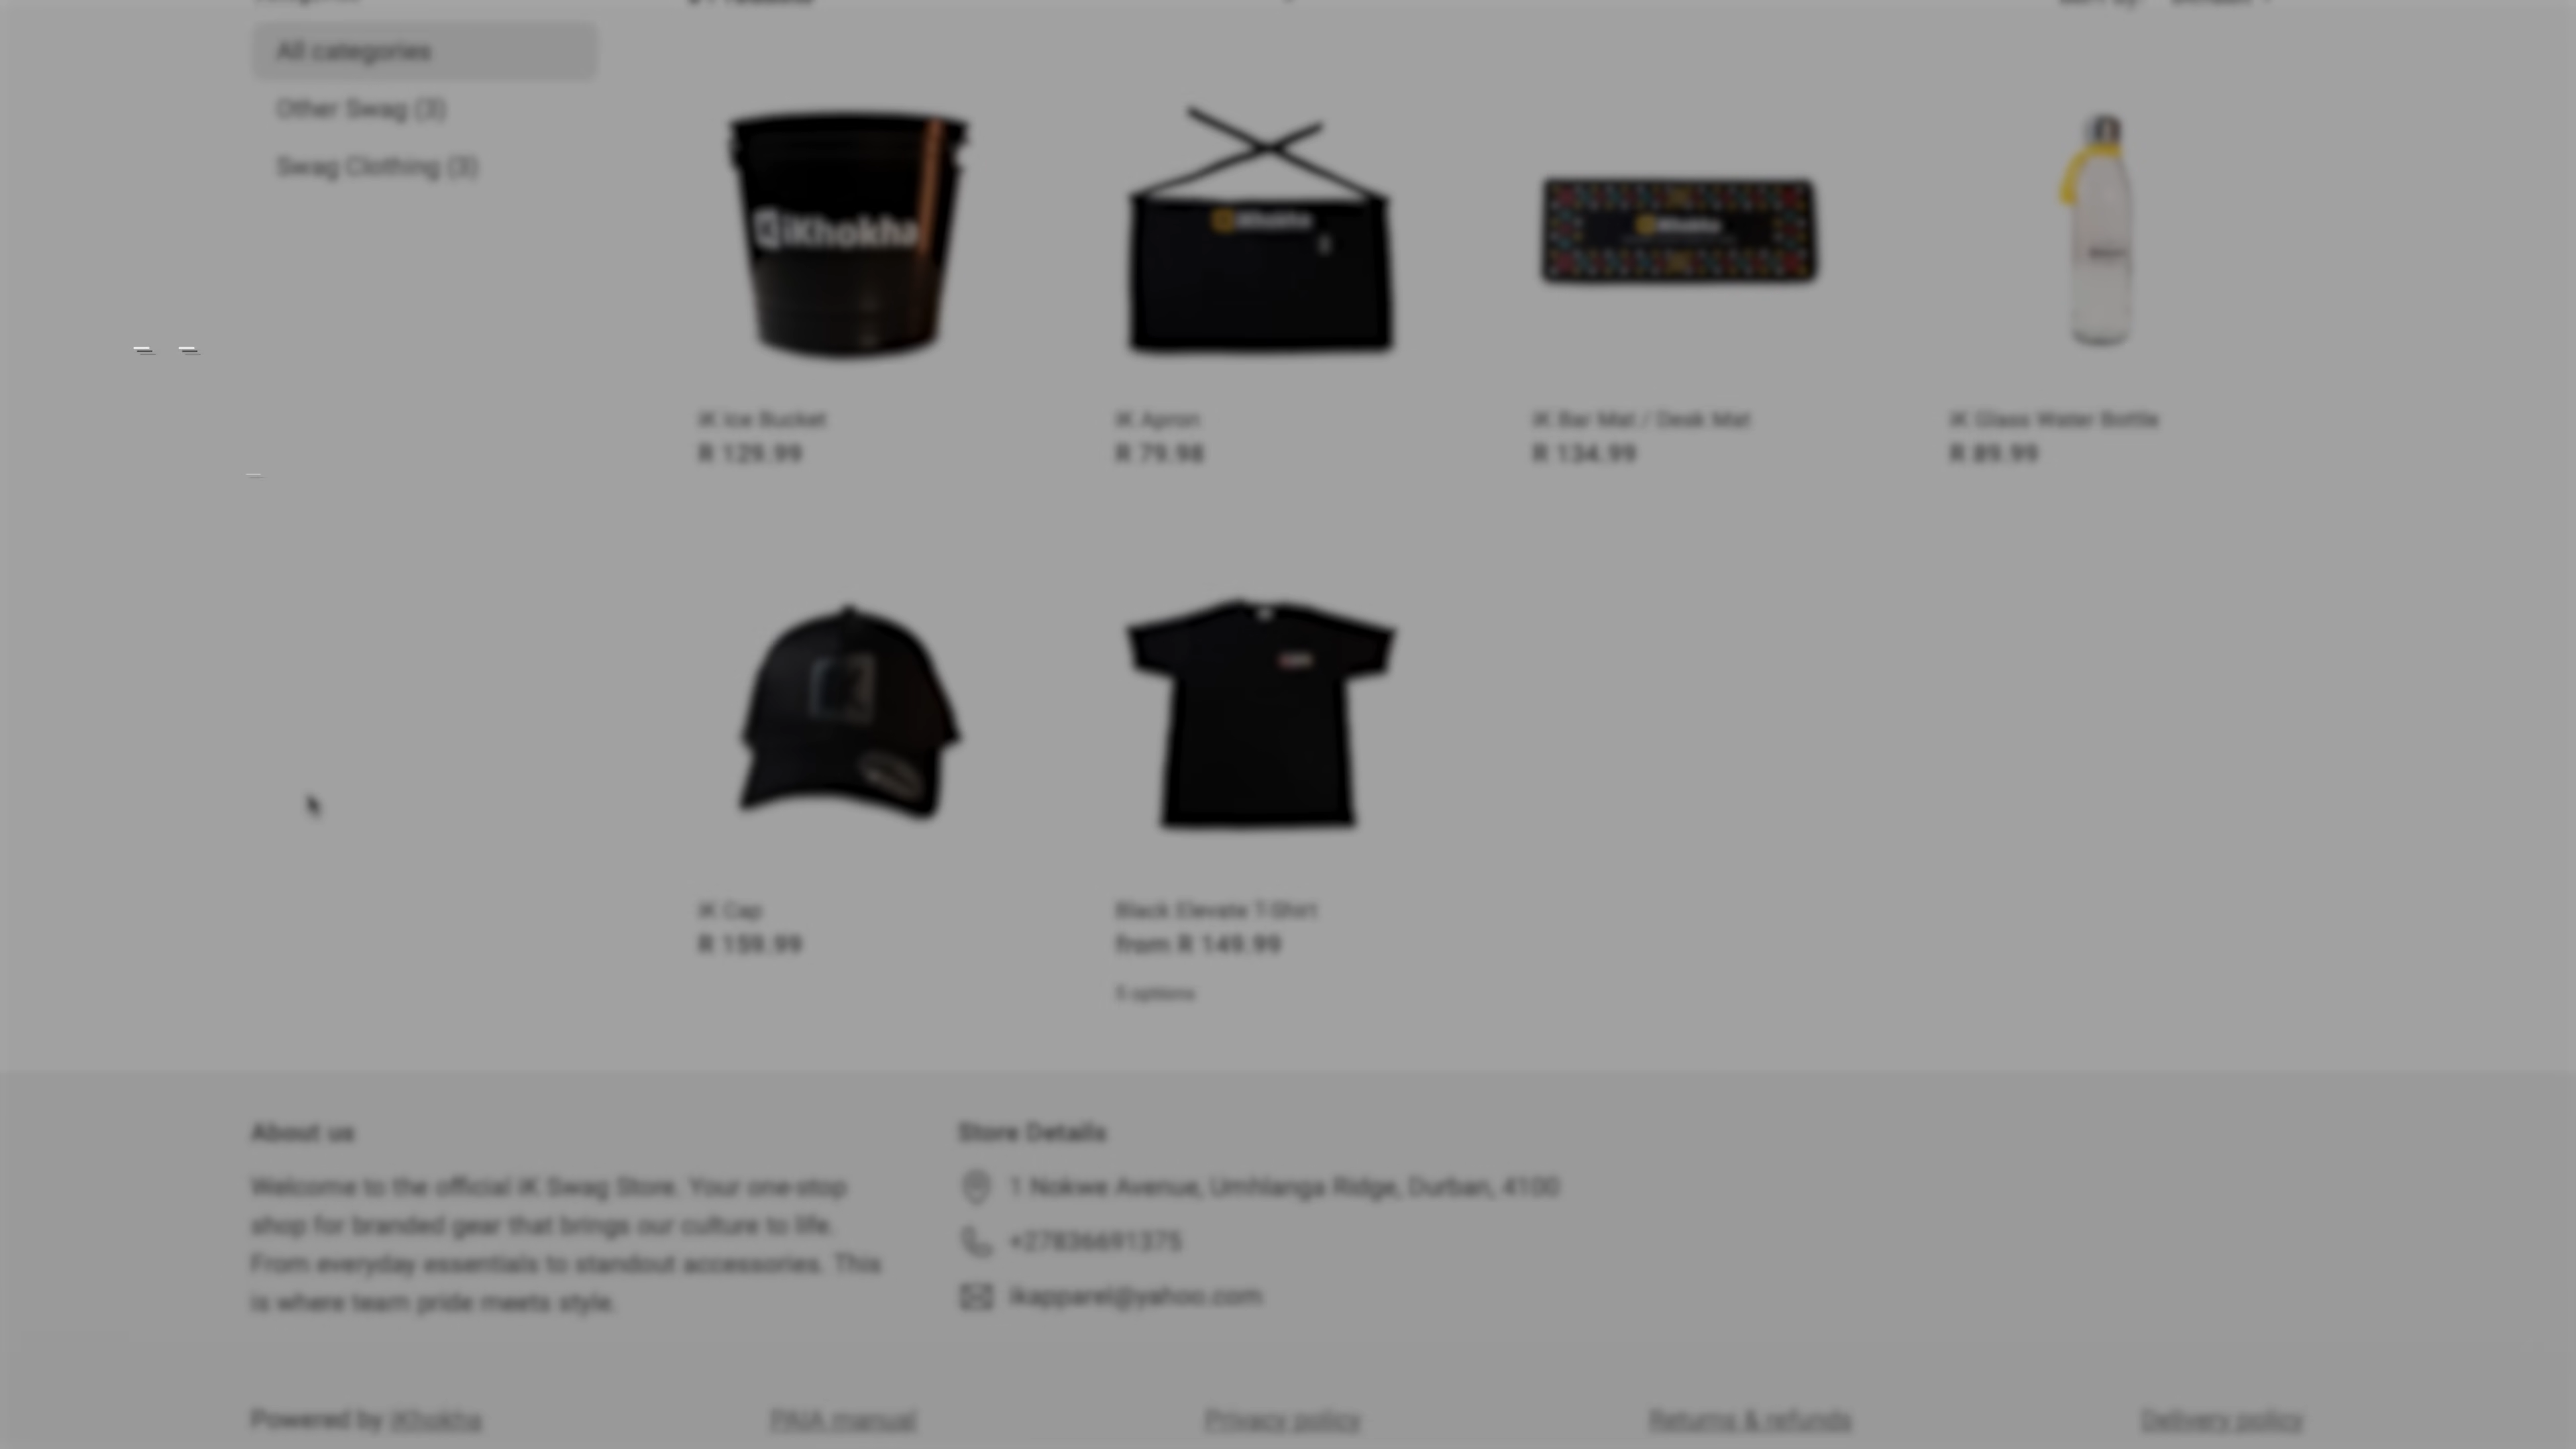 All categories
Other Swag (3)
Swag Clothing (3)
iKhokha
iKhokha
iKhokha
iK Ice Bucket
R 129.99
iK Apron
R 79.98
iK Bar Mat / Desk Mat
R 134.99
iK Glass Water Bottle
R 89.99
iK Cap
R 159.99
Black Elevate T-Shirt
from R 149.99
5 options
About us
Welcome to the official iK Swag Store. Your one-stop
shop for branded gear that brings our culture to life.
From everyday essentials to standout accessories. This
is where team pride meets style.
Store Details
1 Nokwe Avenue, Umhlanga Ridge, Durban, 4100
+27836691375
ikapparel@yahoo.com
Powered by iKhokha
PAIA manual
Privacy policy
Returns & refunds
Delivery policy